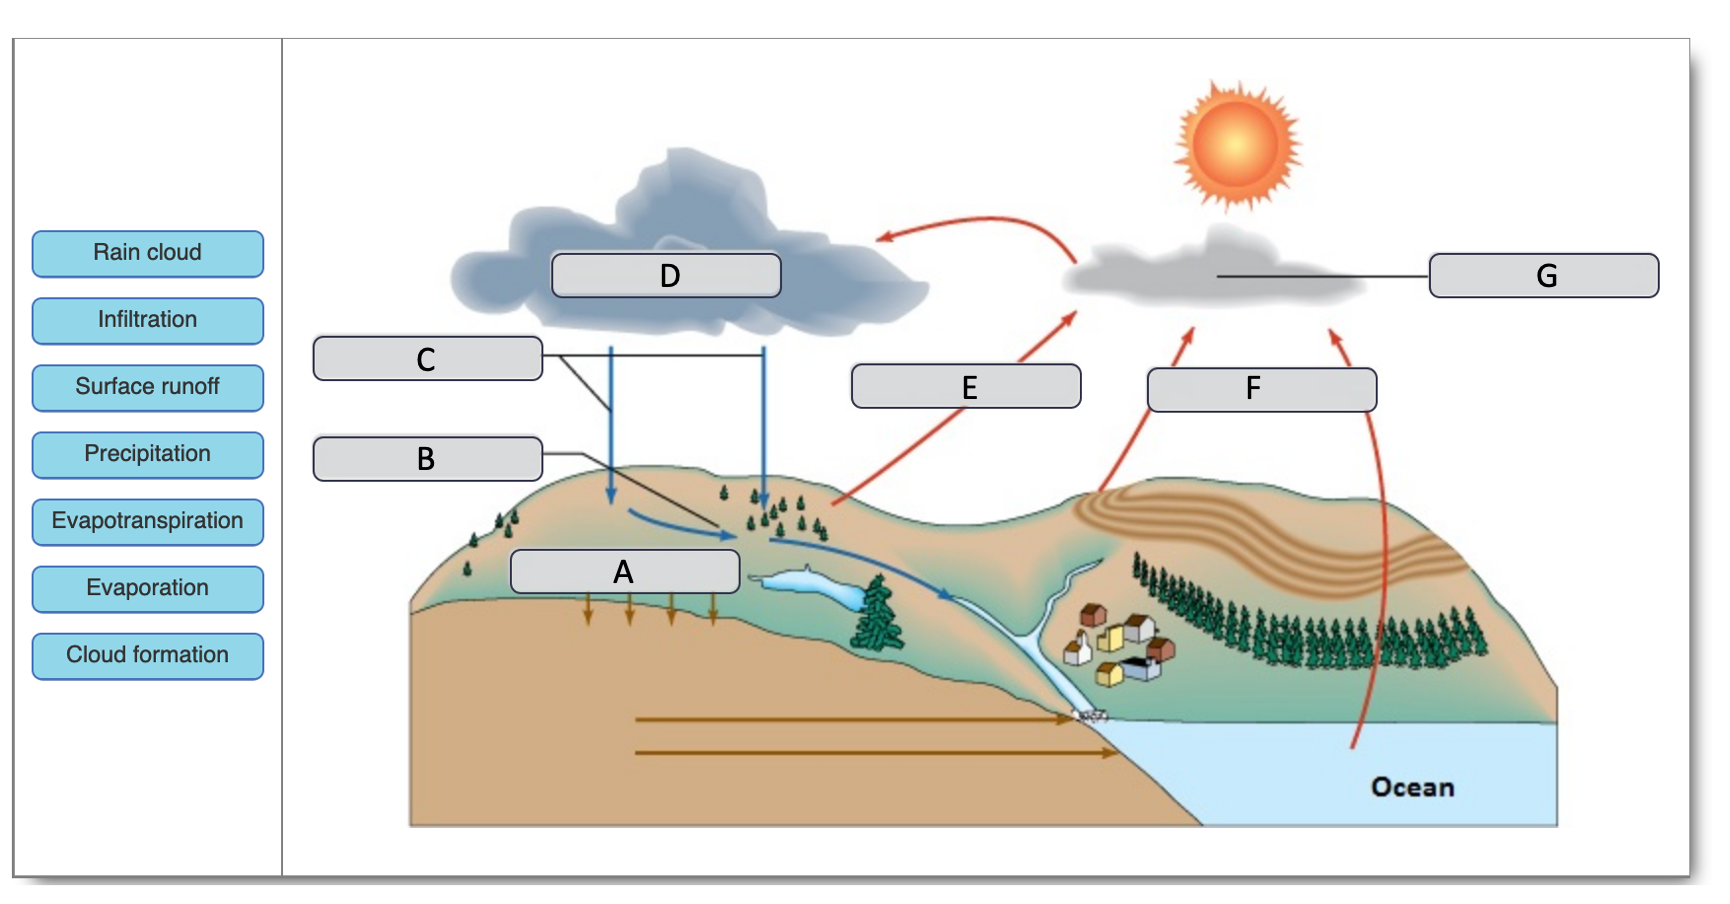 Rain cloud
Infiltration
Surface runoff
Precipitation
Evapotranspiration
Evaporation
Cloud formation
D
G
C
E
F
B
A
Ocean